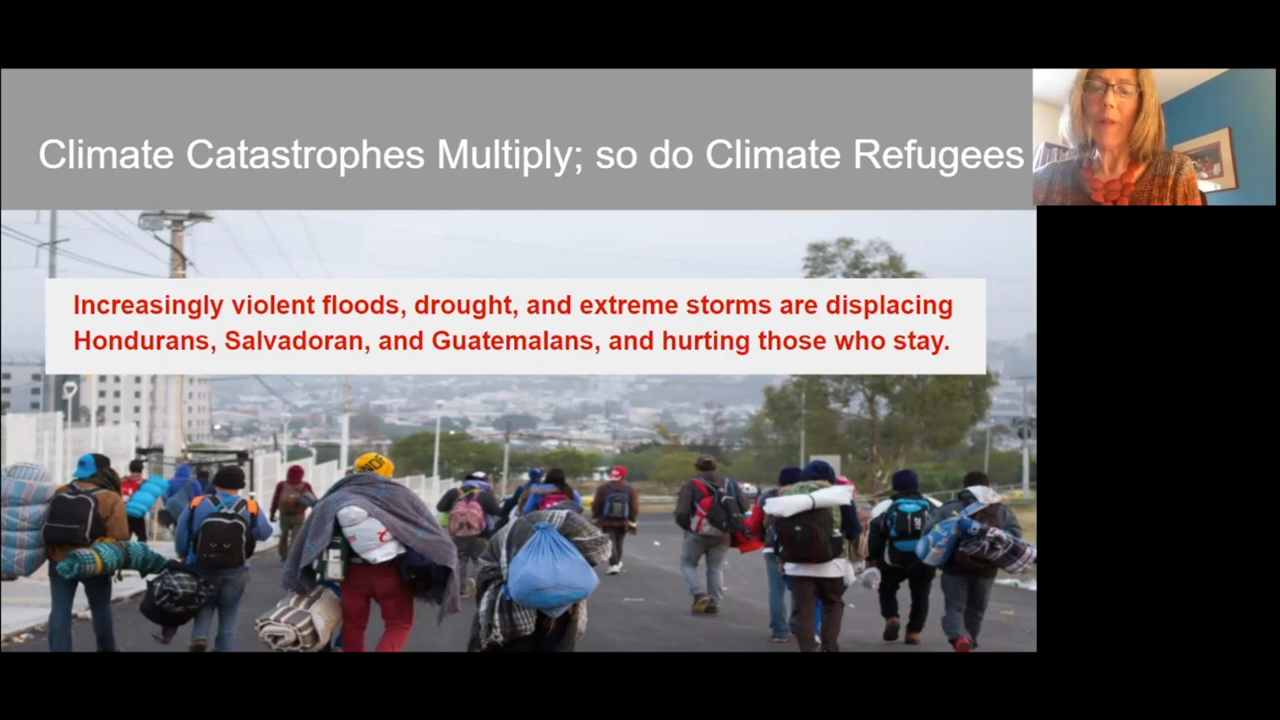 Climate Catastrophes Multiply; so do Climate Refugees
Increasingly violent floods, drought, and extreme storms are displacing
Hondurans, Salvadoran, and Guatemalans, and hurting those who stay.